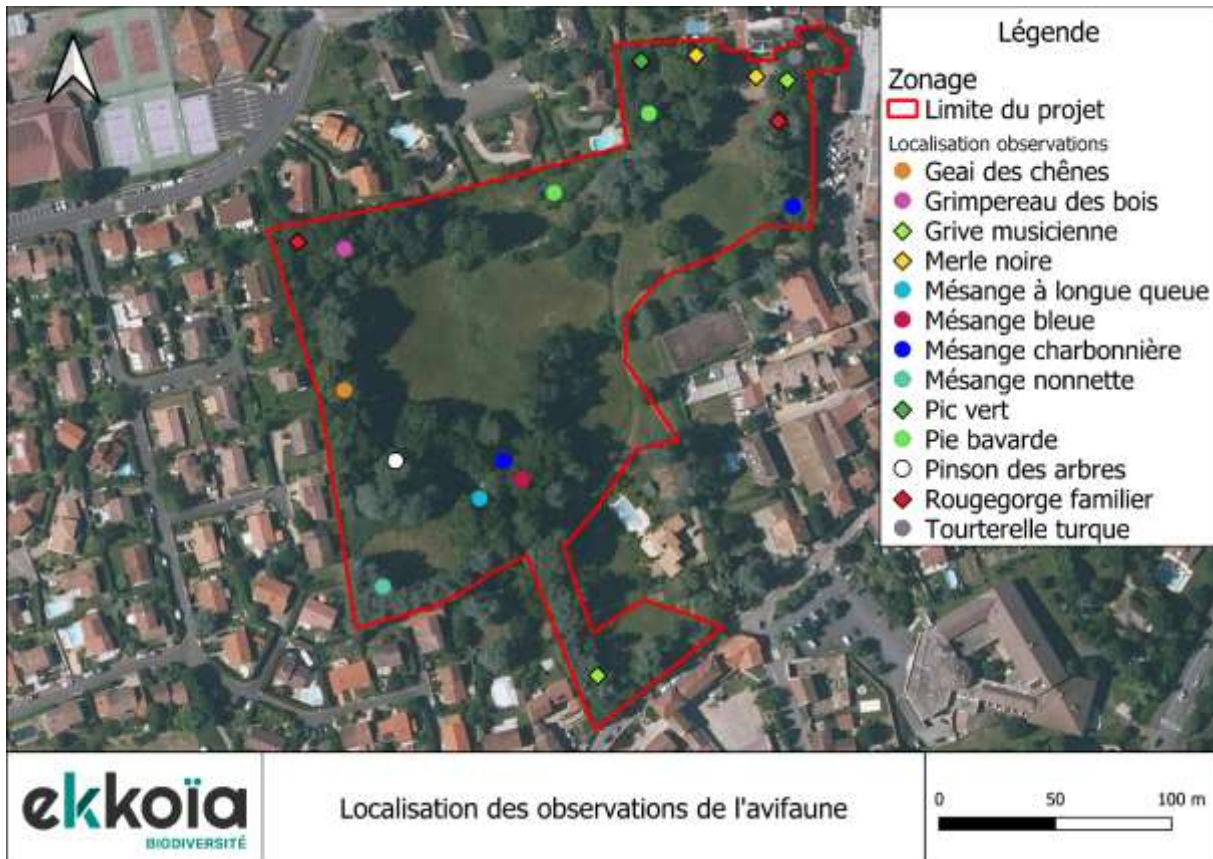 Légende
Zonage
Limite du projet
Localisation observations
Geai des chênes
Grimpereau des bois
Grive musicienne
Merle noire
Mésange à longue queue
Mésange bleue
Mésange charbonnière
Mésange nonnette
Pic vert
Pie bavarde
Pinson des arbres
Rougegorge familier
Tourterelle turque
ekkoïa
BIODIVERSITÉ
Localisation des observations de l'avifaune
0 50 100 m